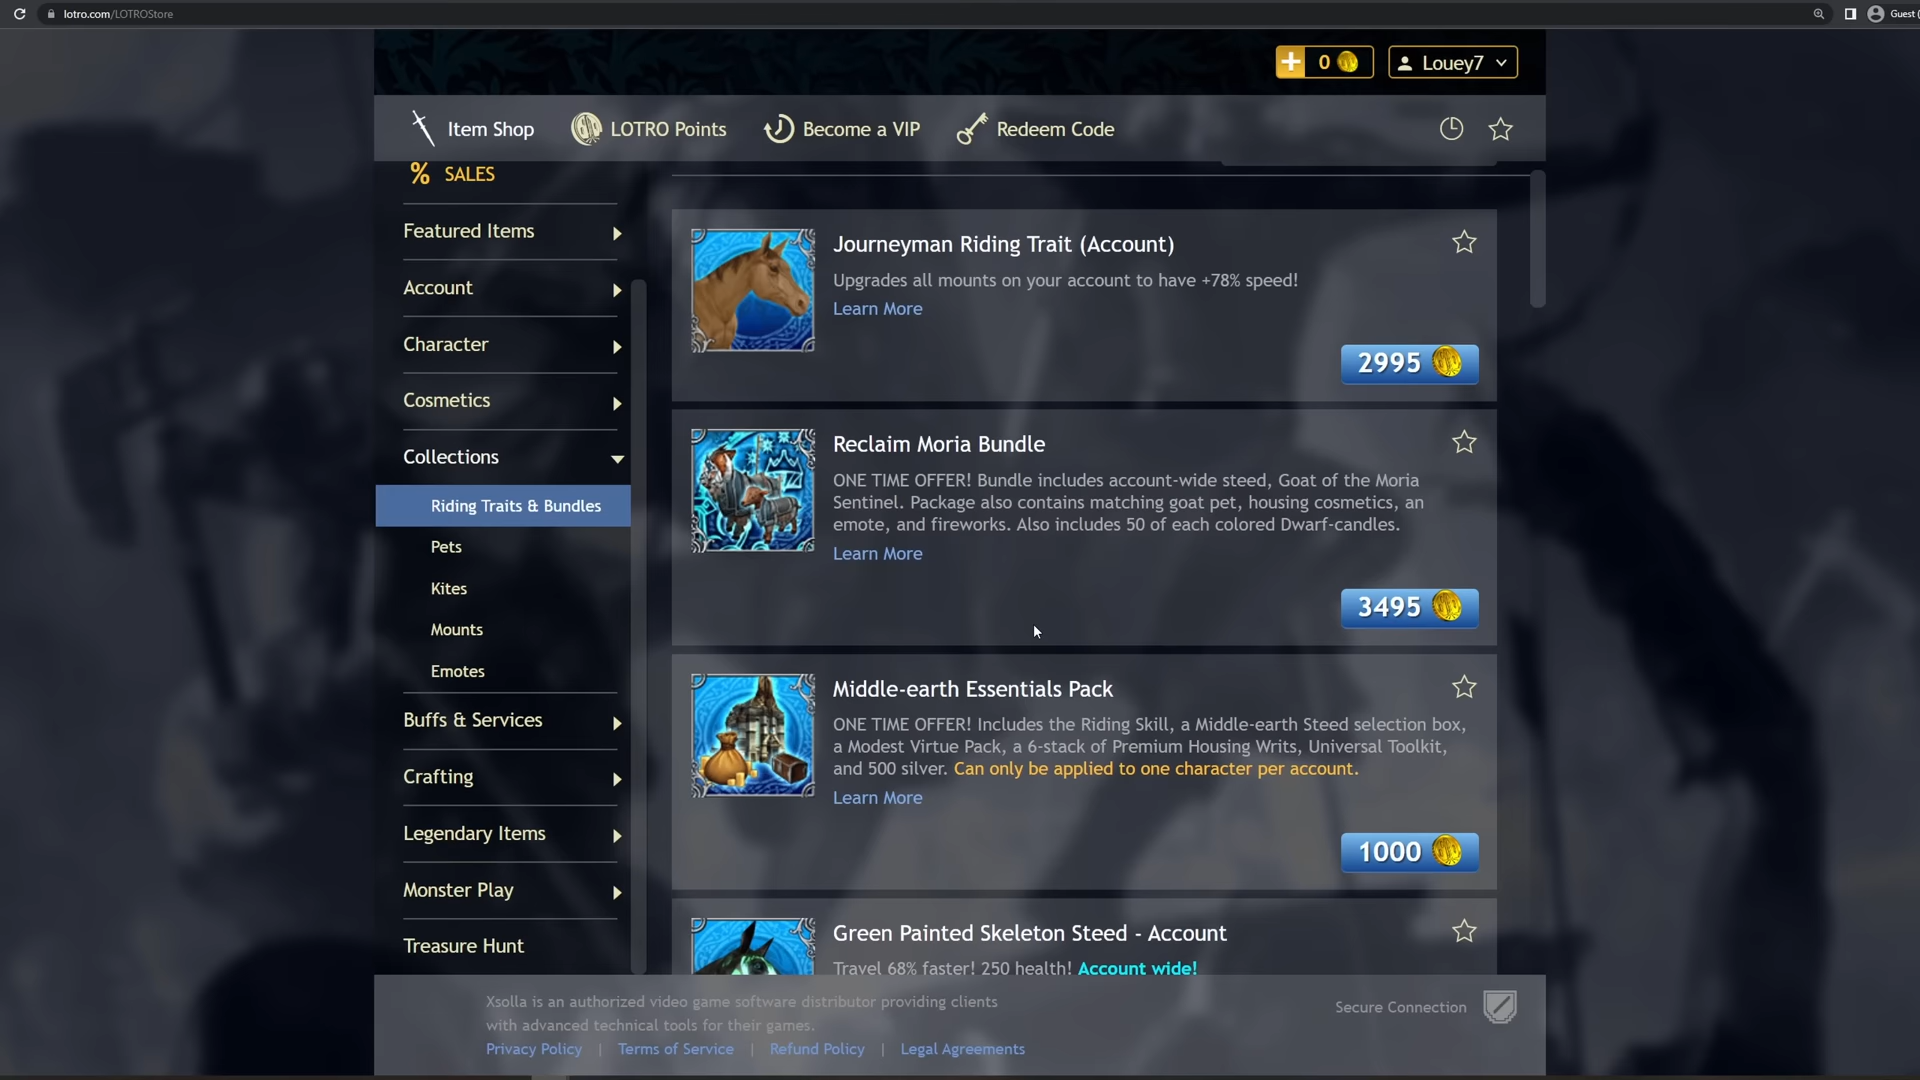 lotro.com/LOTROStore
Guest (
0
Louey7
Item Shop
LOTRO Points
Become a VIP
Redeem Code
% SALES
Featured Items
Account
Character
Cosmetics
Collections
Riding Traits & Bundles
Pets
Kites
Mounts
Emotes
Buffs & Services
Crafting
Legendary Items
Monster Play
Treasure Hunt
Journeyman Riding Trait (Account)
Upgrades all mounts on your account to have +78% speed!
Learn More
2995
Reclaim Moria Bundle
ONE TIME OFFER! Bundle includes account-wide steed, Goat of the Moria
Sentinel. Package also contains matching goat pet, housing cosmetics, an
emote, and fireworks. Also includes 50 of each colored Dwarf-candles.
Learn More
3495
Middle-earth Essentials Pack
ONE TIME OFFER! Includes the Riding Skill, a Middle-earth Steed selection box,
a Modest Virtue Pack, a 6-stack of Premium Housing Writs, Universal Toolkit,
and 500 silver. Can only be applied to one character per account.
Learn More
1000
Green Painted Skeleton Steed - Account
Travel 68% faster! 250 health! Account wide!
Xsolla is an authorized video game software distributor providing clients
with advanced technical tools for their games.
Privacy Policy | Terms of Service | Refund Policy | Legal Agreements
Secure Connection